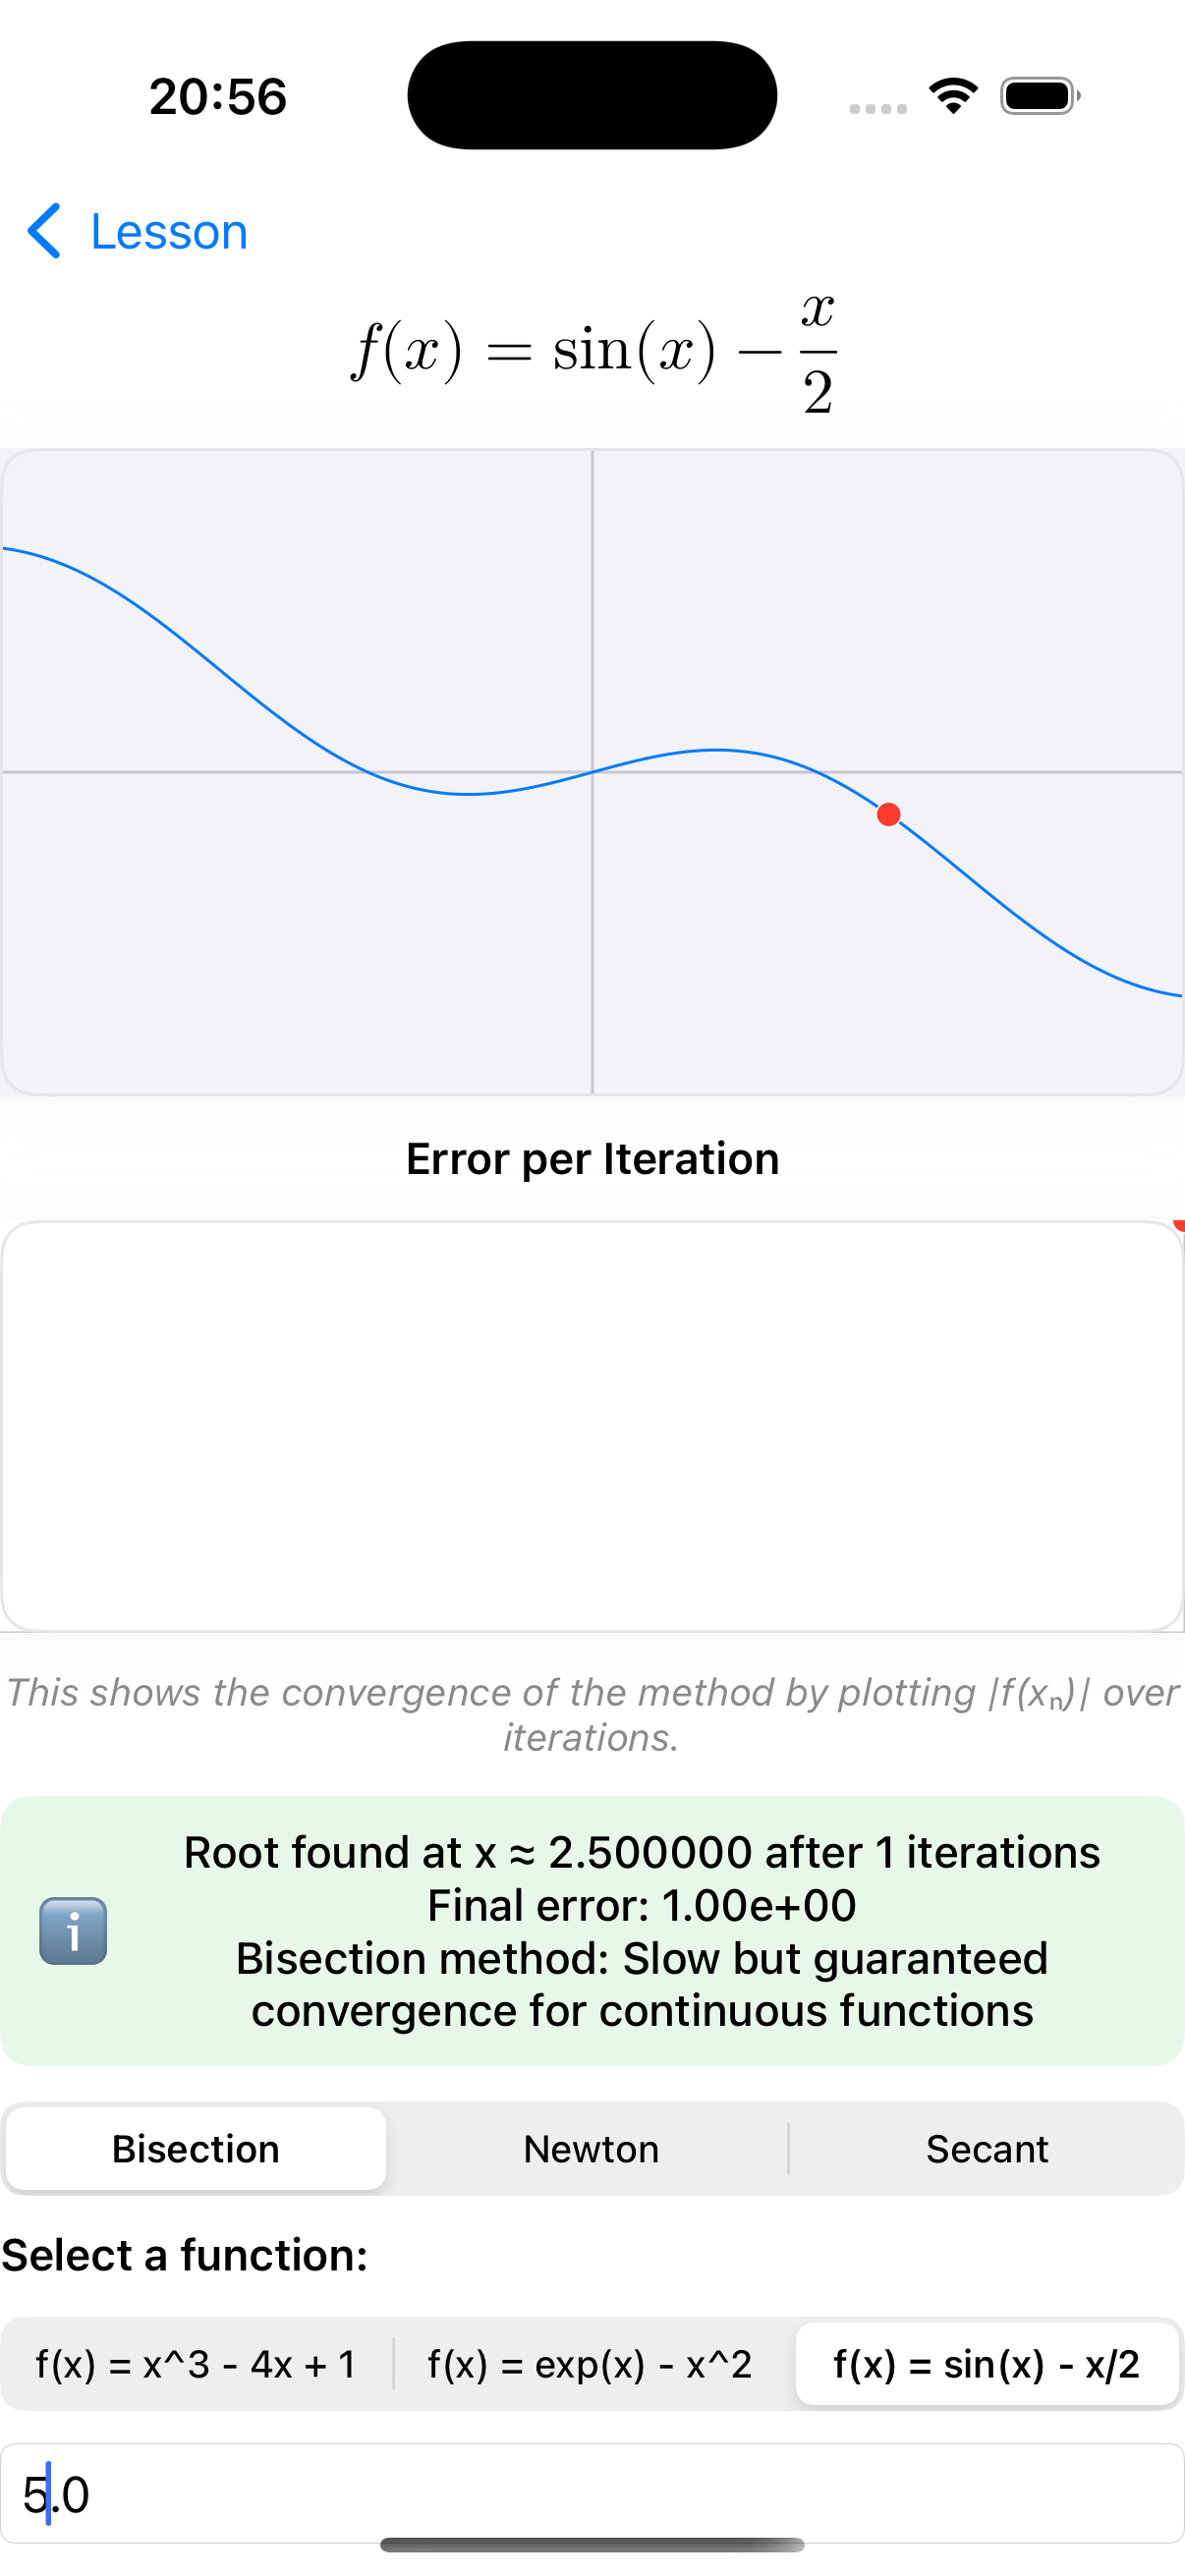 20:56
Lesson
f(x) = sin(x) − x/2
Error per Iteration
This shows the convergence of the method by plotting |f(xₙ)| over
iterations.
Root found at x ≈ 2.500000 after 1 iterations
Final error: 1.00e+00
Bisection method: Slow but guaranteed
convergence for continuous functions
Bisection Newton Secant
Select a function:
f(x) = x^3 - 4x + 1 f(x) = exp(x) - x^2 f(x) = sin(x) - x/2
5.0